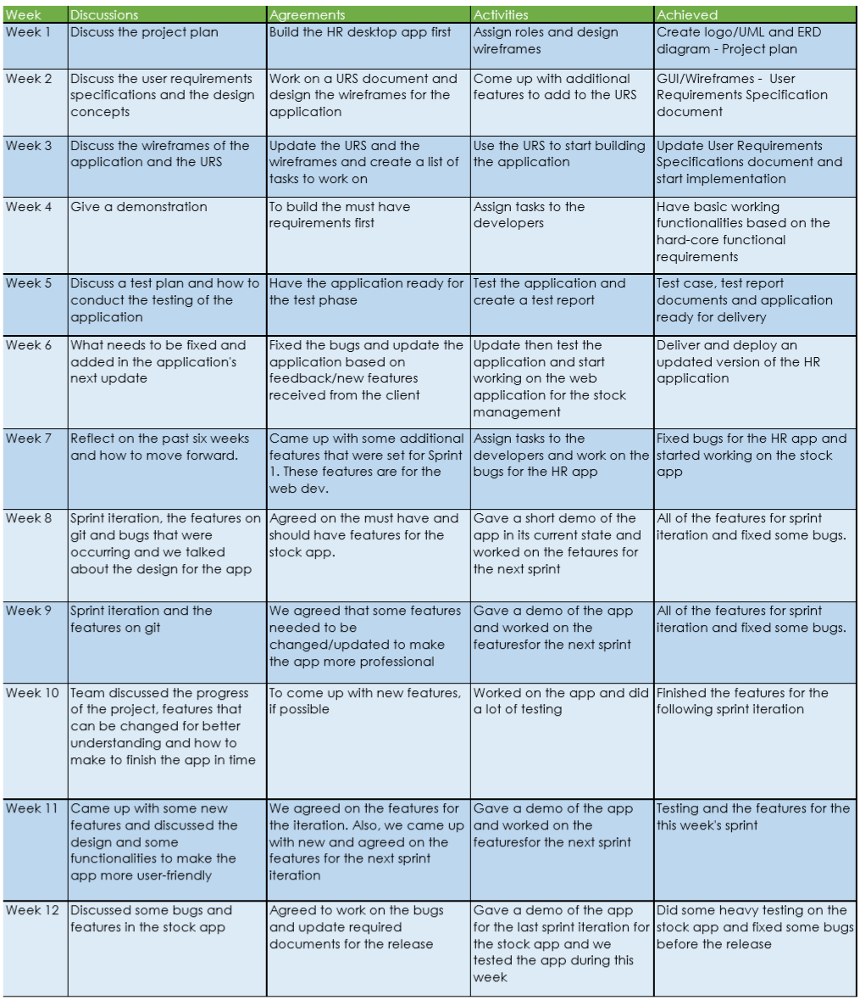 Week Discussions Agreements Activities Achieved
Week 1
Discuss the project plan
Build the HR desktop app first
Assign roles and design
wireframes
Create logo/UML and ERD
diagram - Project plan
Week 2
Discuss the user requirements
specifications and the design
concepts
Work on a URS document and
design the wireframes for the
application
Come up with additional
features to add to the URS
GUI/Wireframes - User
Requirements Specification
document
Week 3
Discuss the wireframes of the
application and the URS
Update the URS and the
wireframes and create a list of
tasks to work on
Use the URS to start building
the application
Update User Requirements
Specifications document and
start implementation
Week 4
Give a demonstration
To build the must have
requirements first
Assign tasks to the
developers
Have basic working
functionalities based on the
hard-core functional
requirements
Week 5
Discuss a test plan and how to
conduct the testing of the
application
Have the application ready for
the test phase
Test the application and
create a test report
Test case, test report
documents and application
ready for delivery
Week 6
What needs to be fixed and
added in the application's
next update
Fixed the bugs and update the
application based on
feedback/new features
received from the client
Update then test the
application and start
working on the web
application for the stock
management
Deliver and deploy an
updated version of the HR
application
Week 7
Reflect on the past six weeks
and how to move forward.
Came up with some additional
features that were set for Sprint
1. These features are for the
web dev.
Assign tasks to the
developers and work on the
bugs for the HR app
Fixed bugs for the HR app and
started working on the stock
app
Week 8
Sprint iteration, the features on
git and bugs that were
occurring and we talked
about the design for the app
Agreed on the must have and
should have features for the
stock app.
Gave a short demo of the
app in its current state and
worked on the fetaures for
the next sprint
All of the features for sprint
iteration and fixed some bugs.
Week 9
Sprint iteration and the
features on git
We agreed that some features
needed to be
changed/updated to make
the app more professional
Gave a demo of the app
and worked on the
featuresfor the next sprint
All of the features for sprint
iteration and fixed some bugs.
Week 10
Team discussed the progress
of the project, features that
can be changed for better
understanding and how to
make to finish the app in time
To come up with new features,
if possible
Worked on the app and did
a lot of testing
Finished the features for the
following sprint iteration
Week 11
Came up with some new
features and discussed the
design and some
functionalities to make the
app more user-friendly
We agreed on the features for
the iteration. Also, we came up
with new and agreed on the
features for the next sprint
iteration
Gave a demo of the app
and worked on the
featuresfor the next sprint
Testing and the features for the
this week's sprint
Week 12
Discussed some bugs and
features in the stock app
Agreed to work on the bugs
and update required
documents for the release
Gave a demo of the app
for the last sprint iteration for
the stock app and we
tested the app during this
week
Did some heavy testing on the
stock app and fixed some bugs
before the release